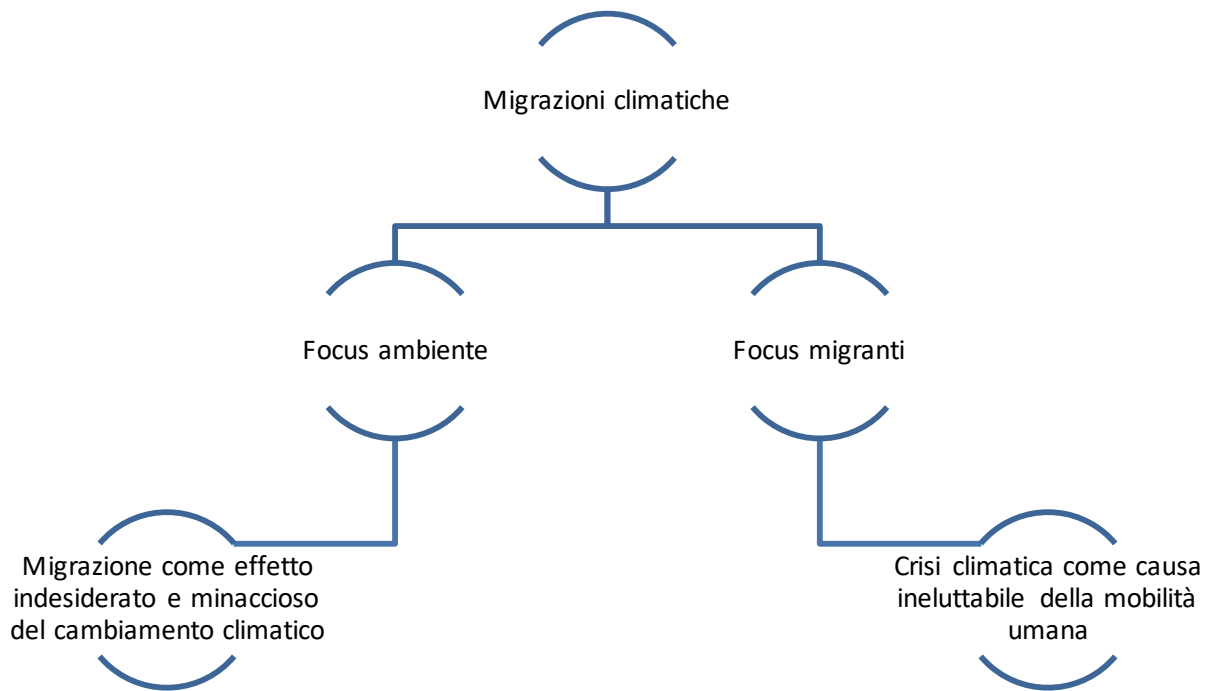 Migrazioni climatiche
Focus ambiente
Focus migranti
Migrazione come effetto
indesiderato e minaccioso
del cambiamento climatico
Crisi climatica come causa
ineluttabile della mobilità
umana